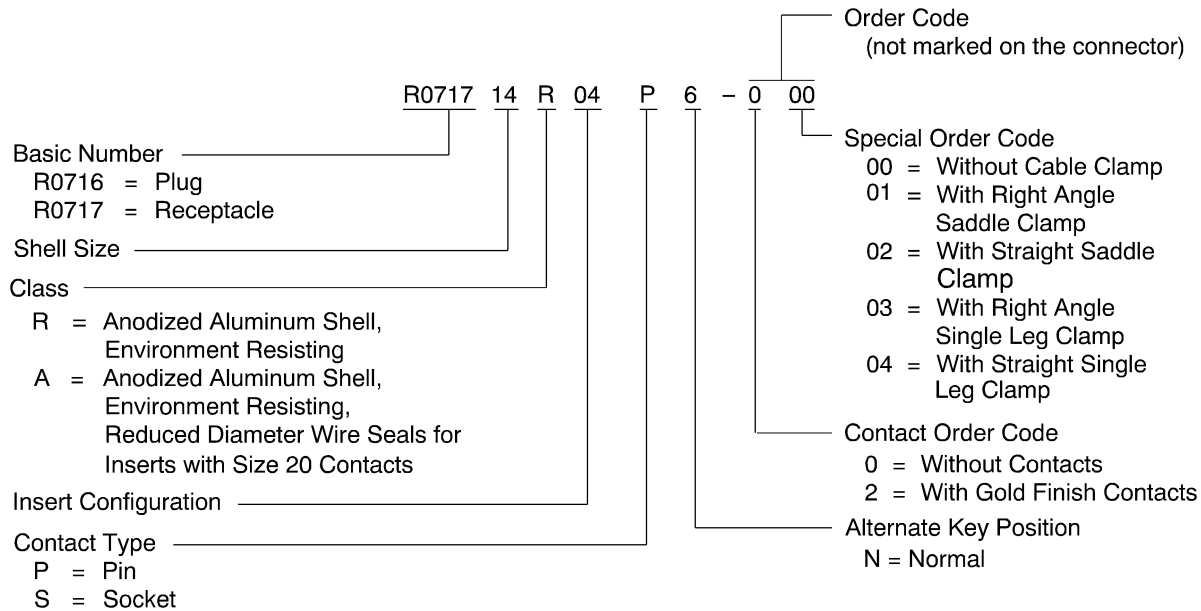 Order Code
(not marked on the connector)
R0717 14 R 04 P 6 – 0 00
Basic Number
R0716 = Plug
R0717 = Receptacle
Shell Size
Class
R = Anodized Aluminum Shell,
Environment Resisting
A = Anodized Aluminum Shell,
Environment Resisting,
Reduced Diameter Wire Seals for
Inserts with Size 20 Contacts
Insert Configuration
Contact Type
P = Pin
S = Socket
Special Order Code
00 = Without Cable Clamp
01 = With Right Angle
Saddle Clamp
02 = With Straight Saddle
Clamp
03 = With Right Angle
Single Leg Clamp
04 = With Straight Single
Leg Clamp
Contact Order Code
0 = Without Contacts
2 = With Gold Finish Contacts
Alternate Key Position
N = Normal